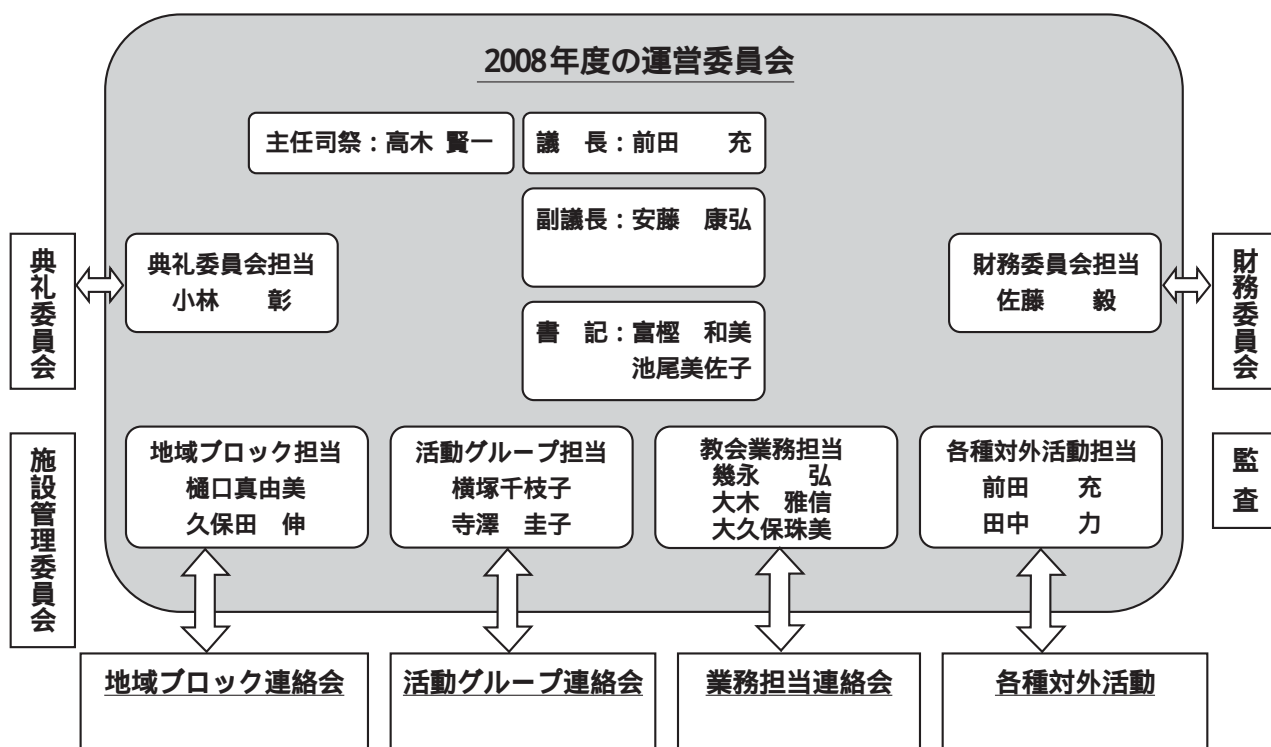 2008年度の運営委員会
主任司祭：高木 賢一
議　長：前田　　充
副議長：安藤　康弘
典礼委員会
典礼委員会担当
小林　　彰
財務委員会担当
佐藤　　毅
財務委員会
書　記：富樫　和美
池尾美佐子
施設管理委員会
地域ブロック担当
樋口真由美
久保田　伸
活動グループ担当
横塚千枝子
寺澤　圭子
教会業務担当
幾永　　弘
大木　雅信
大久保珠美
各種対外活動担当
前田　　充
田中　　力
監査
地域ブロック連絡会
活動グループ連絡会
業務担当連絡会
各種対外活動